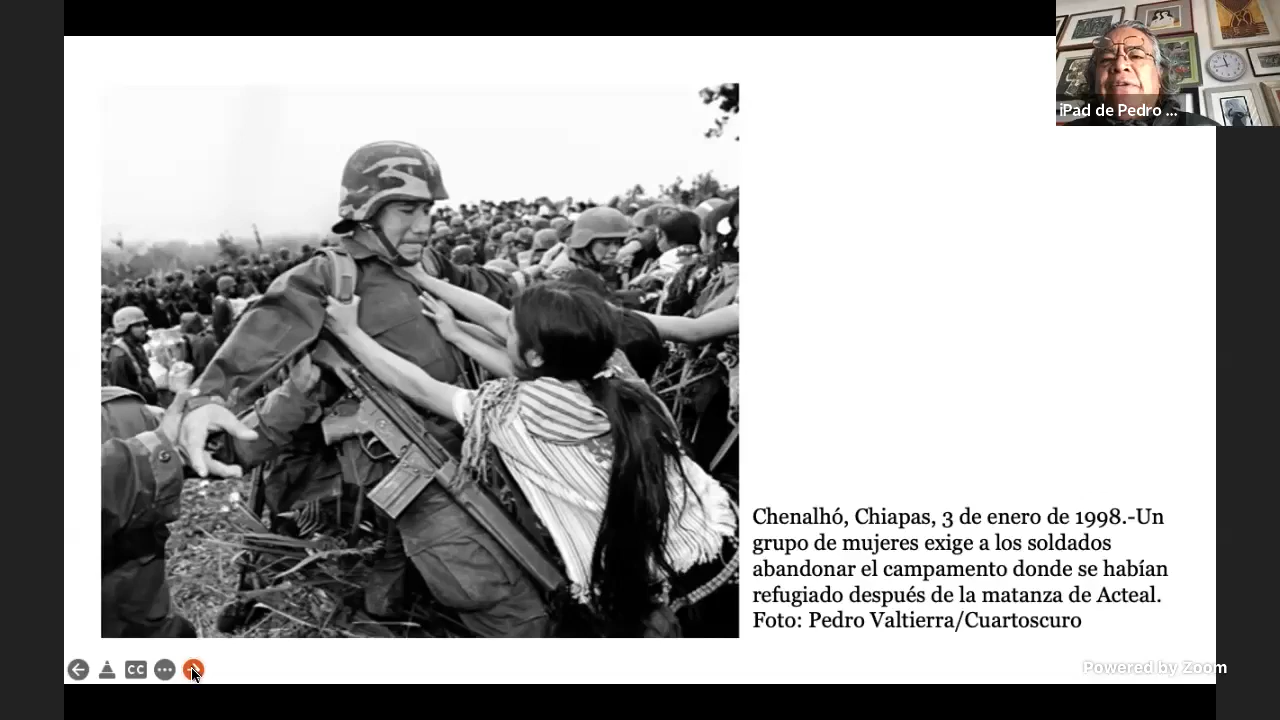 iPad de Pedro ...
Chenalhó, Chiapas, 3 de enero de 1998.-Un
grupo de mujeres exige a los soldados
abandonar el campamento donde se habían
refugiado después de la matanza de Acteal.
Foto: Pedro Valtierra/Cuartoscuro
CC
Powered by Zoom